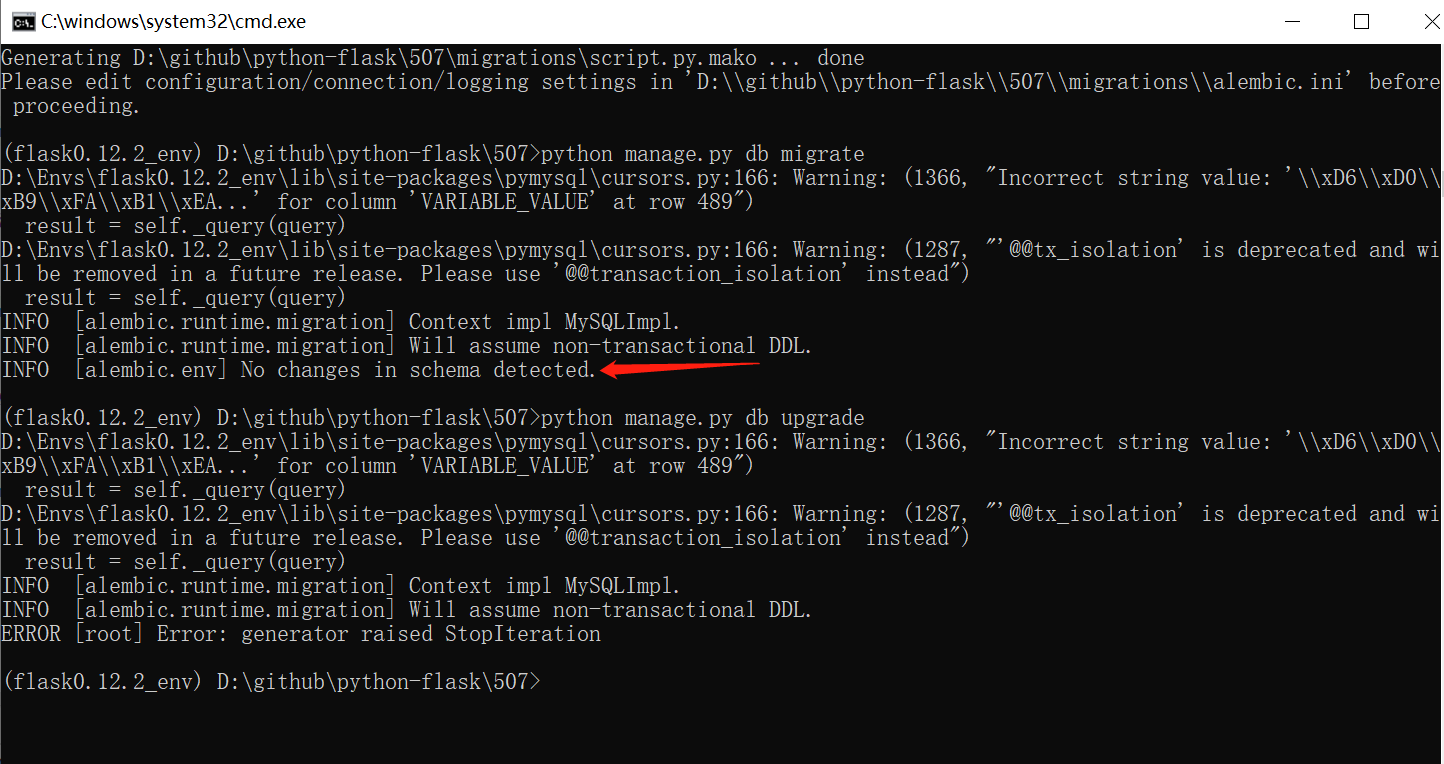 C:\windows\system32\cmd.exe
Generating D:\github\python-flask\507\migrations\script.py.mako ... done
Please edit configuration/connection/logging settings in 'D:\\github\\python-flask\\507\\migrations\\alembic.ini' before
 proceeding.
(flask0.12.2_env) D:\github\python-flask\507>python manage.py db migrate
D:\Envs\flask0.12.2_env\lib\site-packages\pymysql\cursors.py:166: Warning: (1366, "Incorrect string value: '\\xD6\\xD0\\
xB9\\xFA\\xB1\\xEA...' for column 'VARIABLE_VALUE' at row 489")
  result = self._query(query)
D:\Envs\flask0.12.2_env\lib\site-packages\pymysql\cursors.py:166: Warning: (1287, "'@@tx_isolation' is deprecated and wi
ll be removed in a future release. Please use '@@transaction_isolation' instead")
  result = self._query(query)
INFO  [alembic.runtime.migration] Context impl MySQLImpl.
INFO  [alembic.runtime.migration] Will assume non-transactional DDL.
INFO  [alembic.env] No changes in schema detected.
(flask0.12.2_env) D:\github\python-flask\507>python manage.py db upgrade
D:\Envs\flask0.12.2_env\lib\site-packages\pymysql\cursors.py:166: Warning: (1366, "Incorrect string value: '\\xD6\\xD0\\
xB9\\xFA\\xB1\\xEA...' for column 'VARIABLE_VALUE' at row 489")
  result = self._query(query)
D:\Envs\flask0.12.2_env\lib\site-packages\pymysql\cursors.py:166: Warning: (1287, "'@@tx_isolation' is deprecated and wi
ll be removed in a future release. Please use '@@transaction_isolation' instead")
  result = self._query(query)
INFO  [alembic.runtime.migration] Context impl MySQLImpl.
INFO  [alembic.runtime.migration] Will assume non-transactional DDL.
ERROR [root] Error: generator raised StopIteration
(flask0.12.2_env) D:\github\python-flask\507>